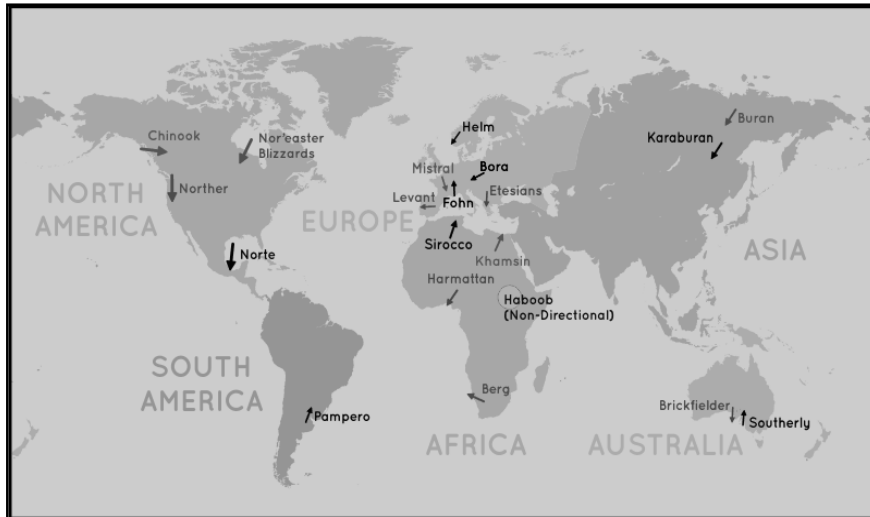 Chinook
Nor'easter
Blizzards
Helm
Buran
Karaburan
NORTH
AMERICA
Norther
Mistral
Bora
Levant
Fohn
Etesians
EUROPE
Norte
Sirocco
Khamsin
ASIA
Harmattan
Haboob
(Non-Directional)
SOUTH
AMERICA
Pampero
Berg
Brickfielder
Southerly
AFRICA
AUSTRALIA